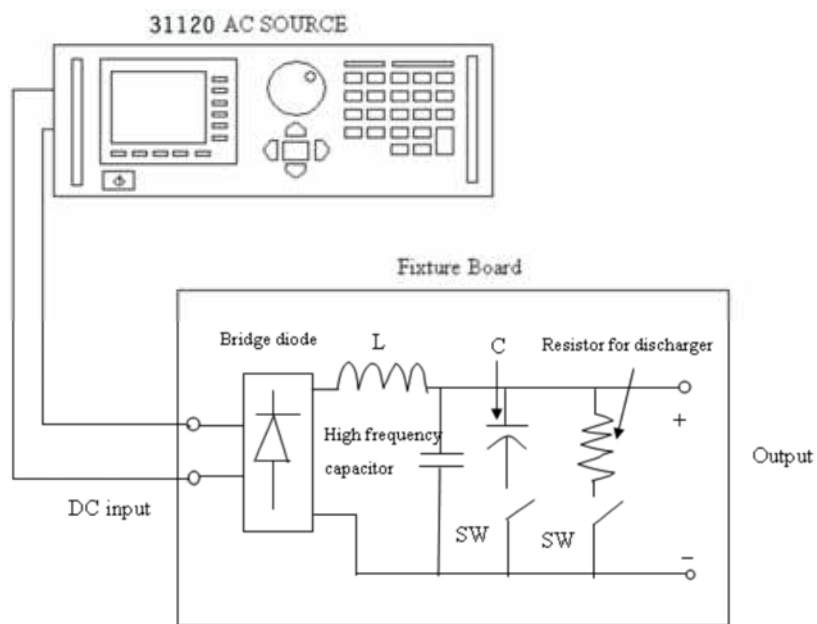 31120 AC SOURCE
Fixture Board
Bridge diode
L
C
Resistor for discharger
+
High frequency
capacitor
Output
DC input
SW
SW
−